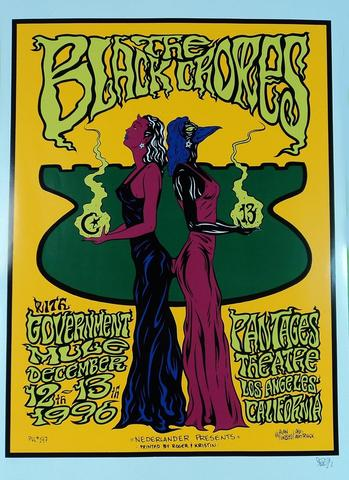 THE
BLACK CROWES
13
WITH
GOVERNMENT
MULE
DECEMBER
12th - 13th in
1996
PANTAGES
THEATRE
LOS ANGELES
CALIFORNIA
NEDERLANDER PRESENTS
PRINTED BY ROGER & KRISTIN